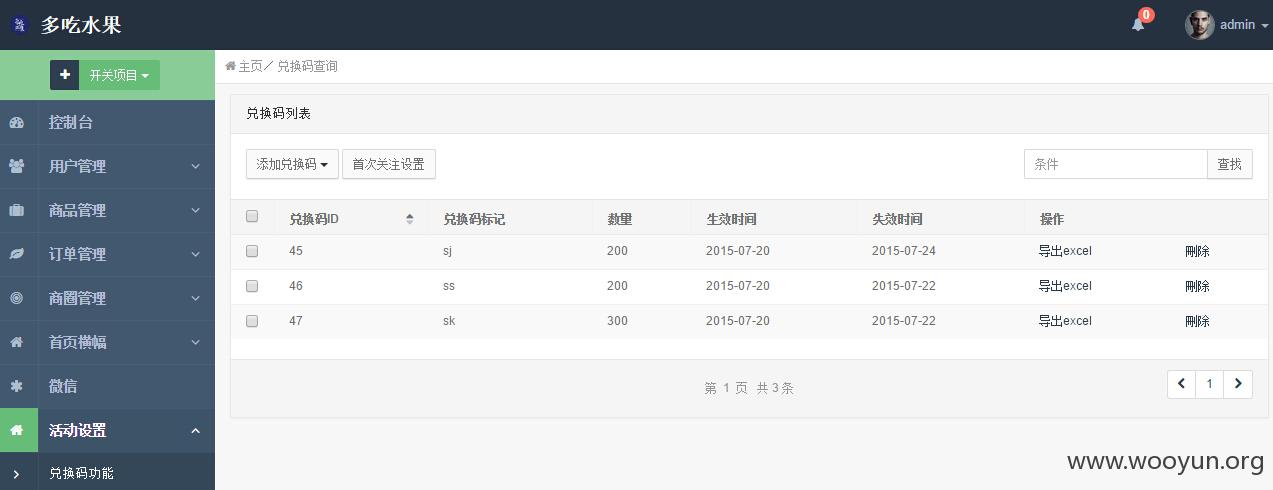 多吃水果
0
admin
开关项目
主页／ 兑换码查询
控制台
用户管理
商品管理
订单管理
商圈管理
首页横幅
微信
活动设置
兑换码功能
兑换码列表
添加兑换码 首次关注设置 条件 查找
兑换码ID 兑换码标记 数量 生效时间 失效时间 操作
45 sj 200 2015-07-20 2015-07-24 导出excel 刪除
46 ss 200 2015-07-20 2015-07-22 导出excel 刪除
47 sk 300 2015-07-20 2015-07-22 导出excel 刪除
第 1 页 共 3 条 1
www.wooyun.org